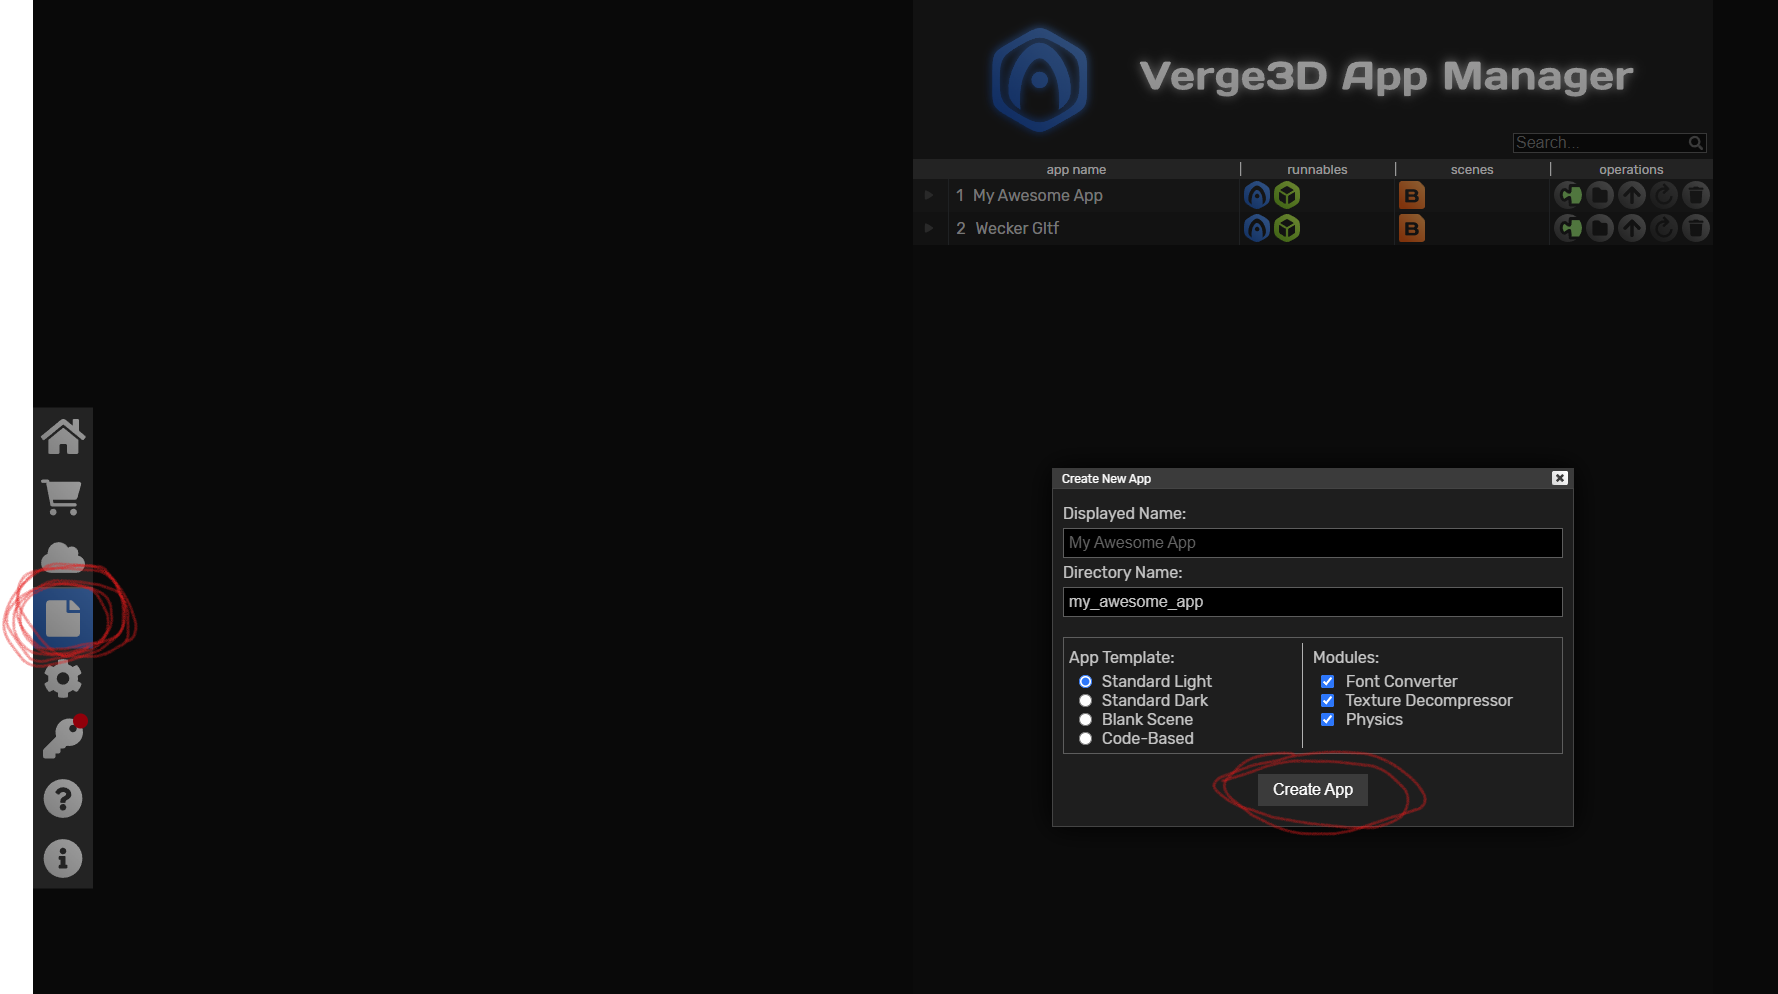 Verge3D App Manager
Search...
app name runnables scenes operations
1 My Awesome App B
2 Wecker Gltf B
Create New App
Displayed Name:
My Awesome App
Directory Name:
my_awesome_app
App Template:
Standard Light
Standard Dark
Blank Scene
Code-Based
Modules:
Font Converter
Texture Decompressor
Physics
Create App